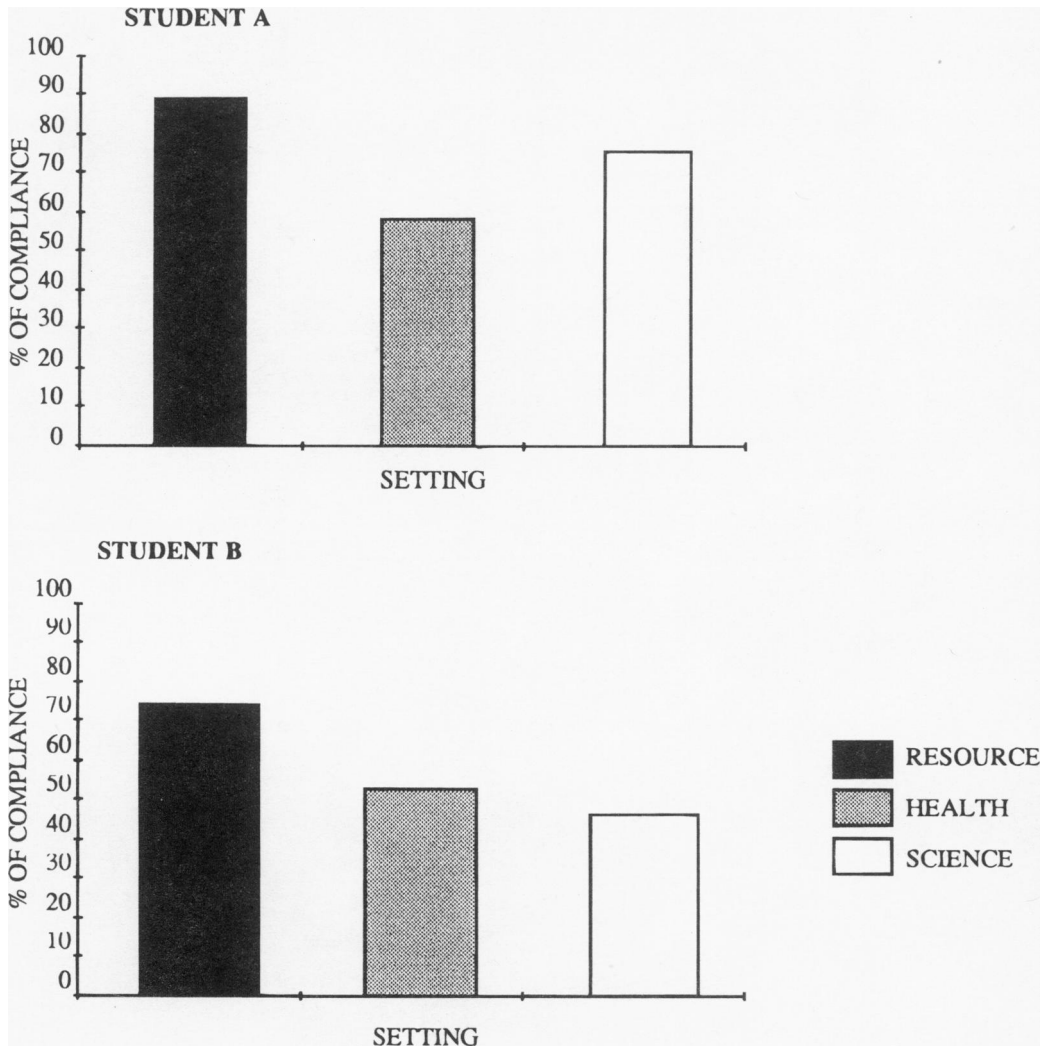 STUDENT A
% OF COMPLIANCE
100
90
80
70
60
50
40
30
20
10
0
SETTING
STUDENT B
% OF COMPLIANCE
100
90
80
70
60
50
40
30
20
10
0
SETTING
RESOURCE
HEALTH
SCIENCE